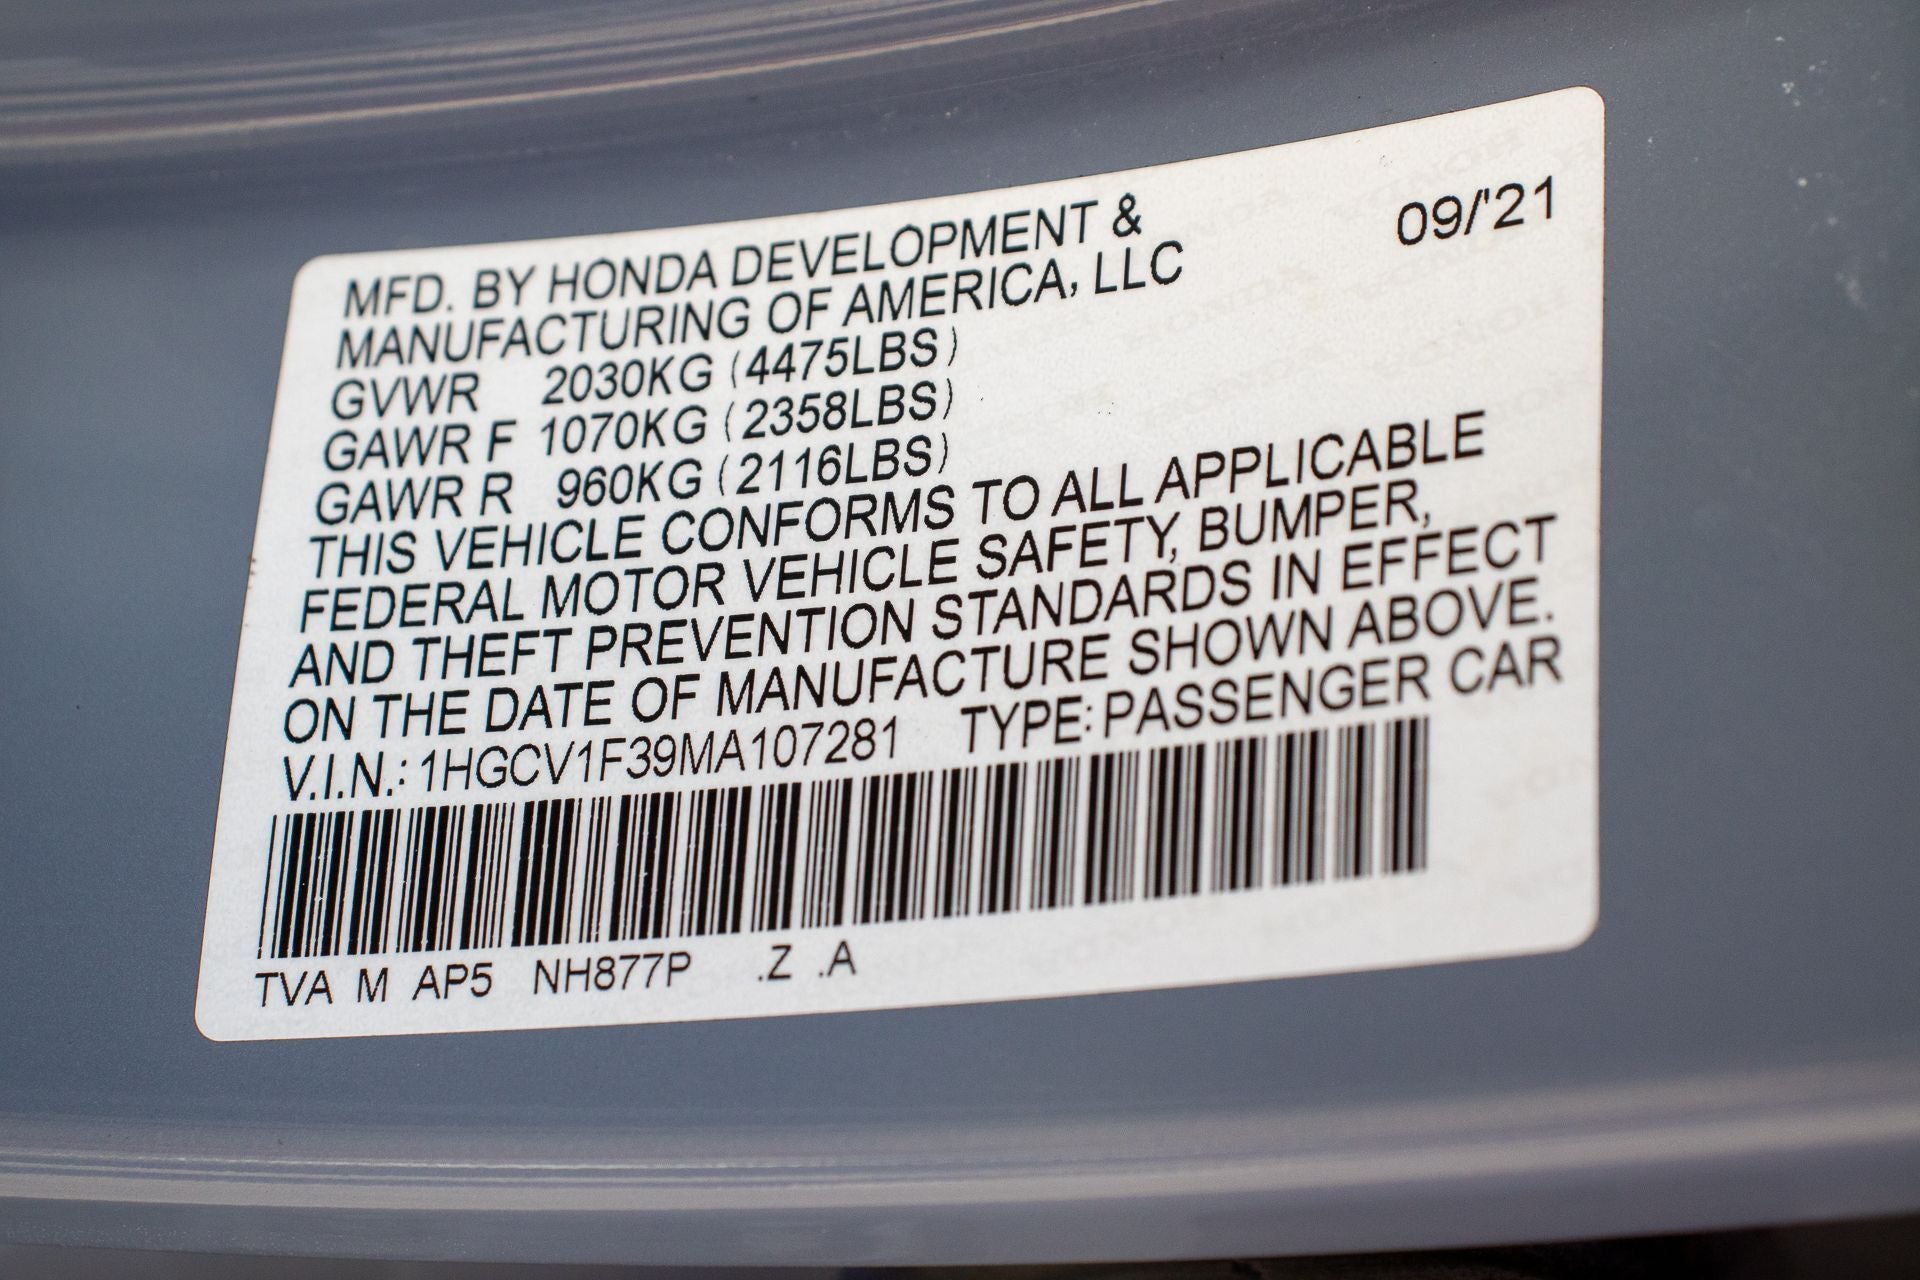 09/'21
MFD. BY HONDA DEVELOPMENT &
MANUFACTURING OF AMERICA, LLC
GVWR 2030KG (4475LBS)
GAWR F 1070KG (2358LBS)
GAWR R 960KG (2116LBS)
THIS VEHICLE CONFORMS TO ALL APPLICABLE
FEDERAL MOTOR VEHICLE SAFETY, BUMPER,
AND THEFT PREVENTION STANDARDS IN EFFECT
ON THE DATE OF MANUFACTURE SHOWN ABOVE.
V.I.N.: 1HGCV1F39MA107281 TYPE: PASSENGER CAR
TVA M AP5 NH877P .Z .A